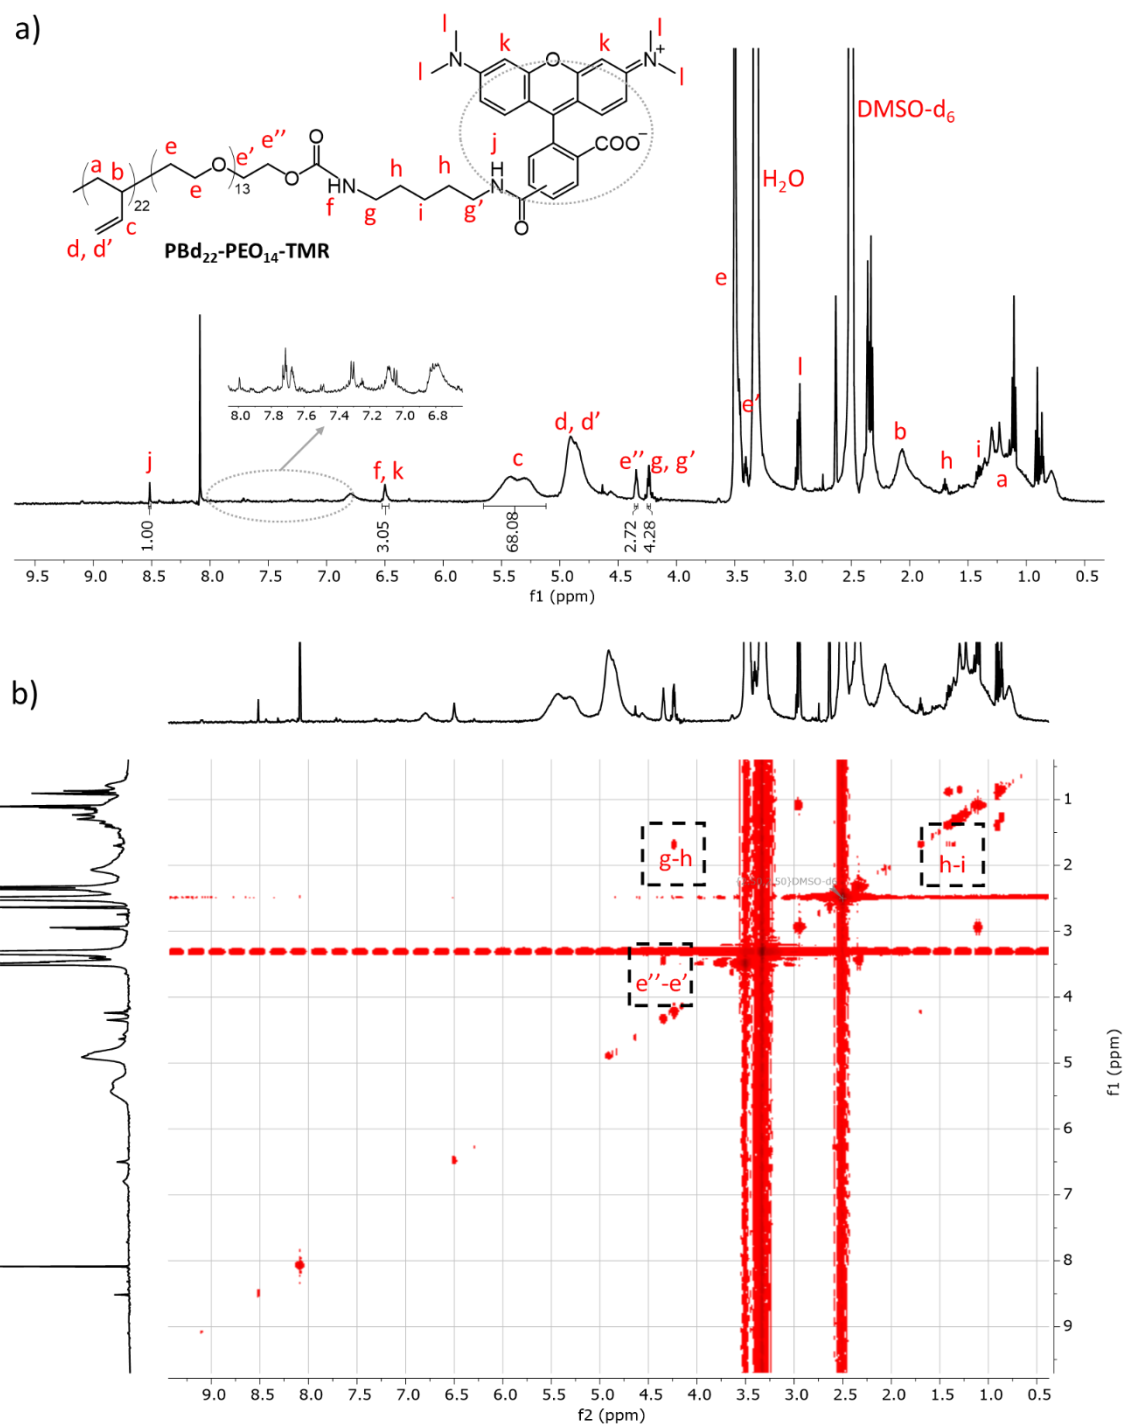 a)
l
l
k
k
l
l
N
O
N+
COO−
j
H
N
O
e
e' e''
O
O
O
13
a
b
e
22
c
d, d'
N
H
f
g
h
i
h
g'
O
PBd22-PEO14-TMR
DMSO-d6
H2O
e
e'
l
b
h
i
a
j
f, k
c
d, d'
e'' g, g'
8.0 7.8 7.6 7.4 7.2 7.0 6.8
1.00
3.05
68.08
2.72
4.28
9.5 9.0 8.5 8.0 7.5 7.0 6.5 6.0 5.5 5.0 4.5 4.0 3.5 3.0 2.5 2.0 1.5 1.0 0.5
f1 (ppm)
b)
g-h
h-i
e''-e'
1
2
3
4
5
6
7
8
9
f1 (ppm)
9.0 8.5 8.0 7.5 7.0 6.5 6.0 5.5 5.0 4.5 4.0 3.5 3.0 2.5 2.0 1.5 1.0 0.5
f2 (ppm)